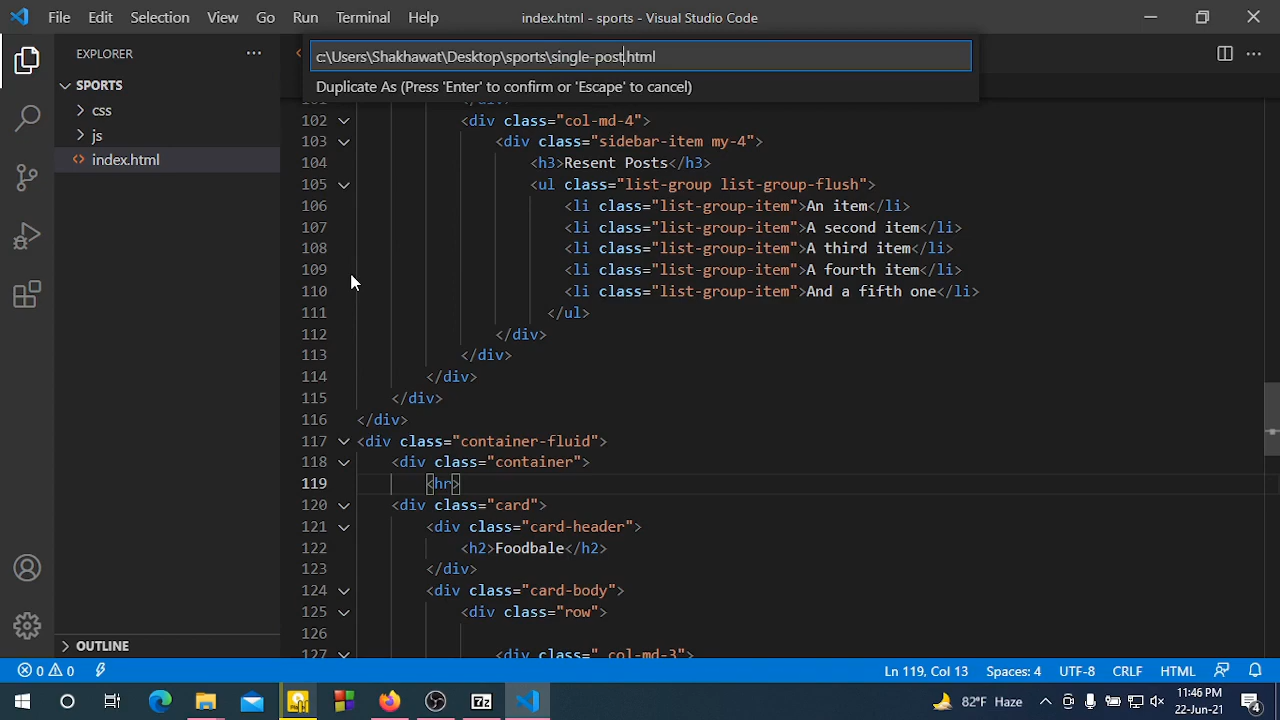 File Edit Selection View Go Run Terminal Help
index.html - sports - Visual Studio Code
EXPLORER
c:\Users\Shakhawat\Desktop\sports\single-post.html
Duplicate As (Press 'Enter' to confirm or 'Escape' to cancel)
SPORTS
css
js
index.html
102 <div class="col-md-4">
103 <div class="sidebar-item my-4">
104 <h3>Recent Posts</h3>
105 <ul class="list-group list-group-flush">
106 <li class="list-group-item">An item</li>
107 <li class="list-group-item">A second item</li>
108 <li class="list-group-item">A third item</li>
109 <li class="list-group-item">A fourth item</li>
110 <li class="list-group-item">And a fifth one</li>
111 </ul>
112 </div>
113 </div>
114 </div>
115 </div>
116 </div>
117 <div class="container-fluid">
118 <div class="container">
119 <hr>
120 <div class="card">
121 <div class="card-header">
122 <h2>Foodbale</h2>
123 </div>
124 <div class="card-body">
125 <div class="row">
126
127 <div class=" col-md-3">
OUTLINE
0 0
Ln 119, Col 13 Spaces: 4 UTF-8 CRLF HTML
7z
82°F Haze
11:46 PM
22-Jun-21
4